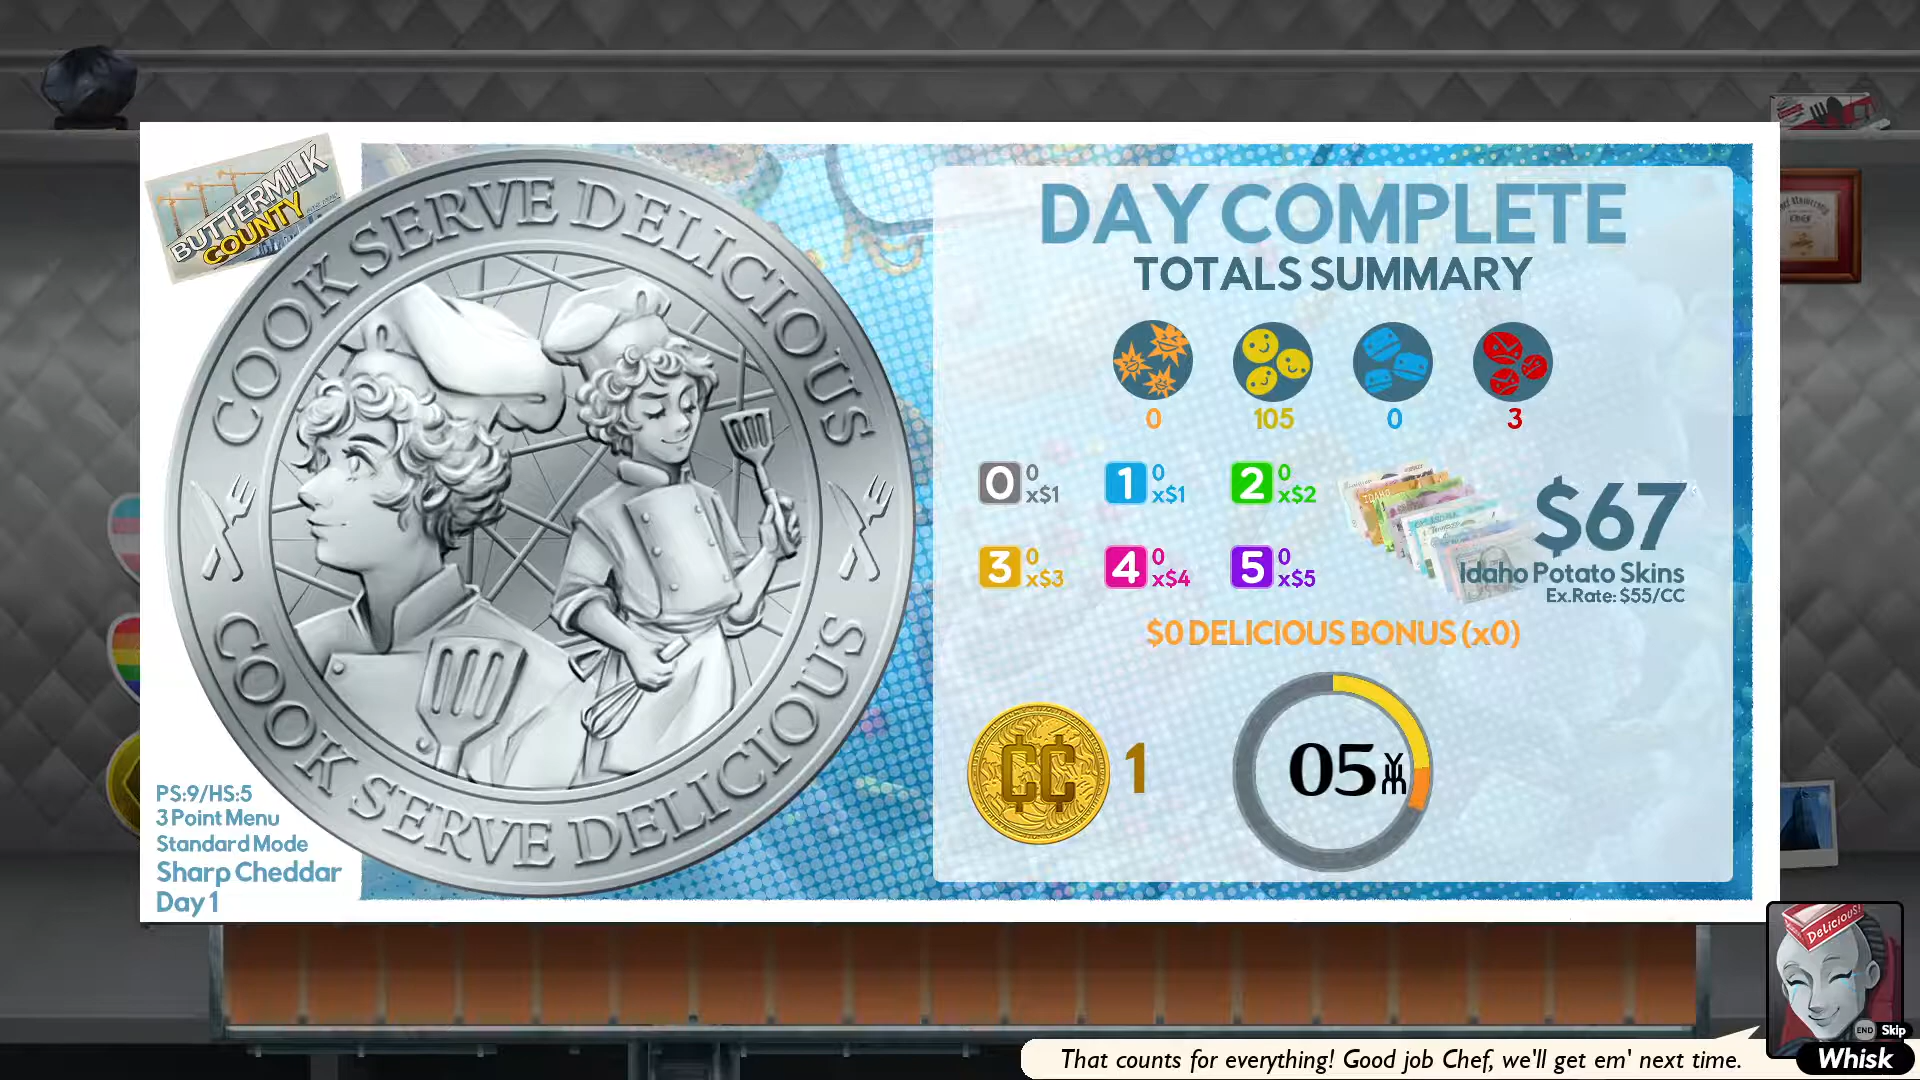 BUTTERMILK
COUNTY
COOK SERVE DELICIOUS
COOK SERVE DELICIOUS
PS:9/HS:5
3 Point Menu
Standard Mode
Sharp Cheddar
Day 1
DAY COMPLETE
TOTALS SUMMARY
0 105 0 3
0 0 x$1
1 0 x$1
2 0 x$2
3 0 x$3
4 0 x$4
5 0 x$5
$67
Idaho Potato Skins
Ex.Rate: $55/CC
$0 DELICIOUS BONUS (x0)
CC 1
05
Delicious!
END Skip
Whisk
That counts for everything! Good job Chef, we'll get em' next time.